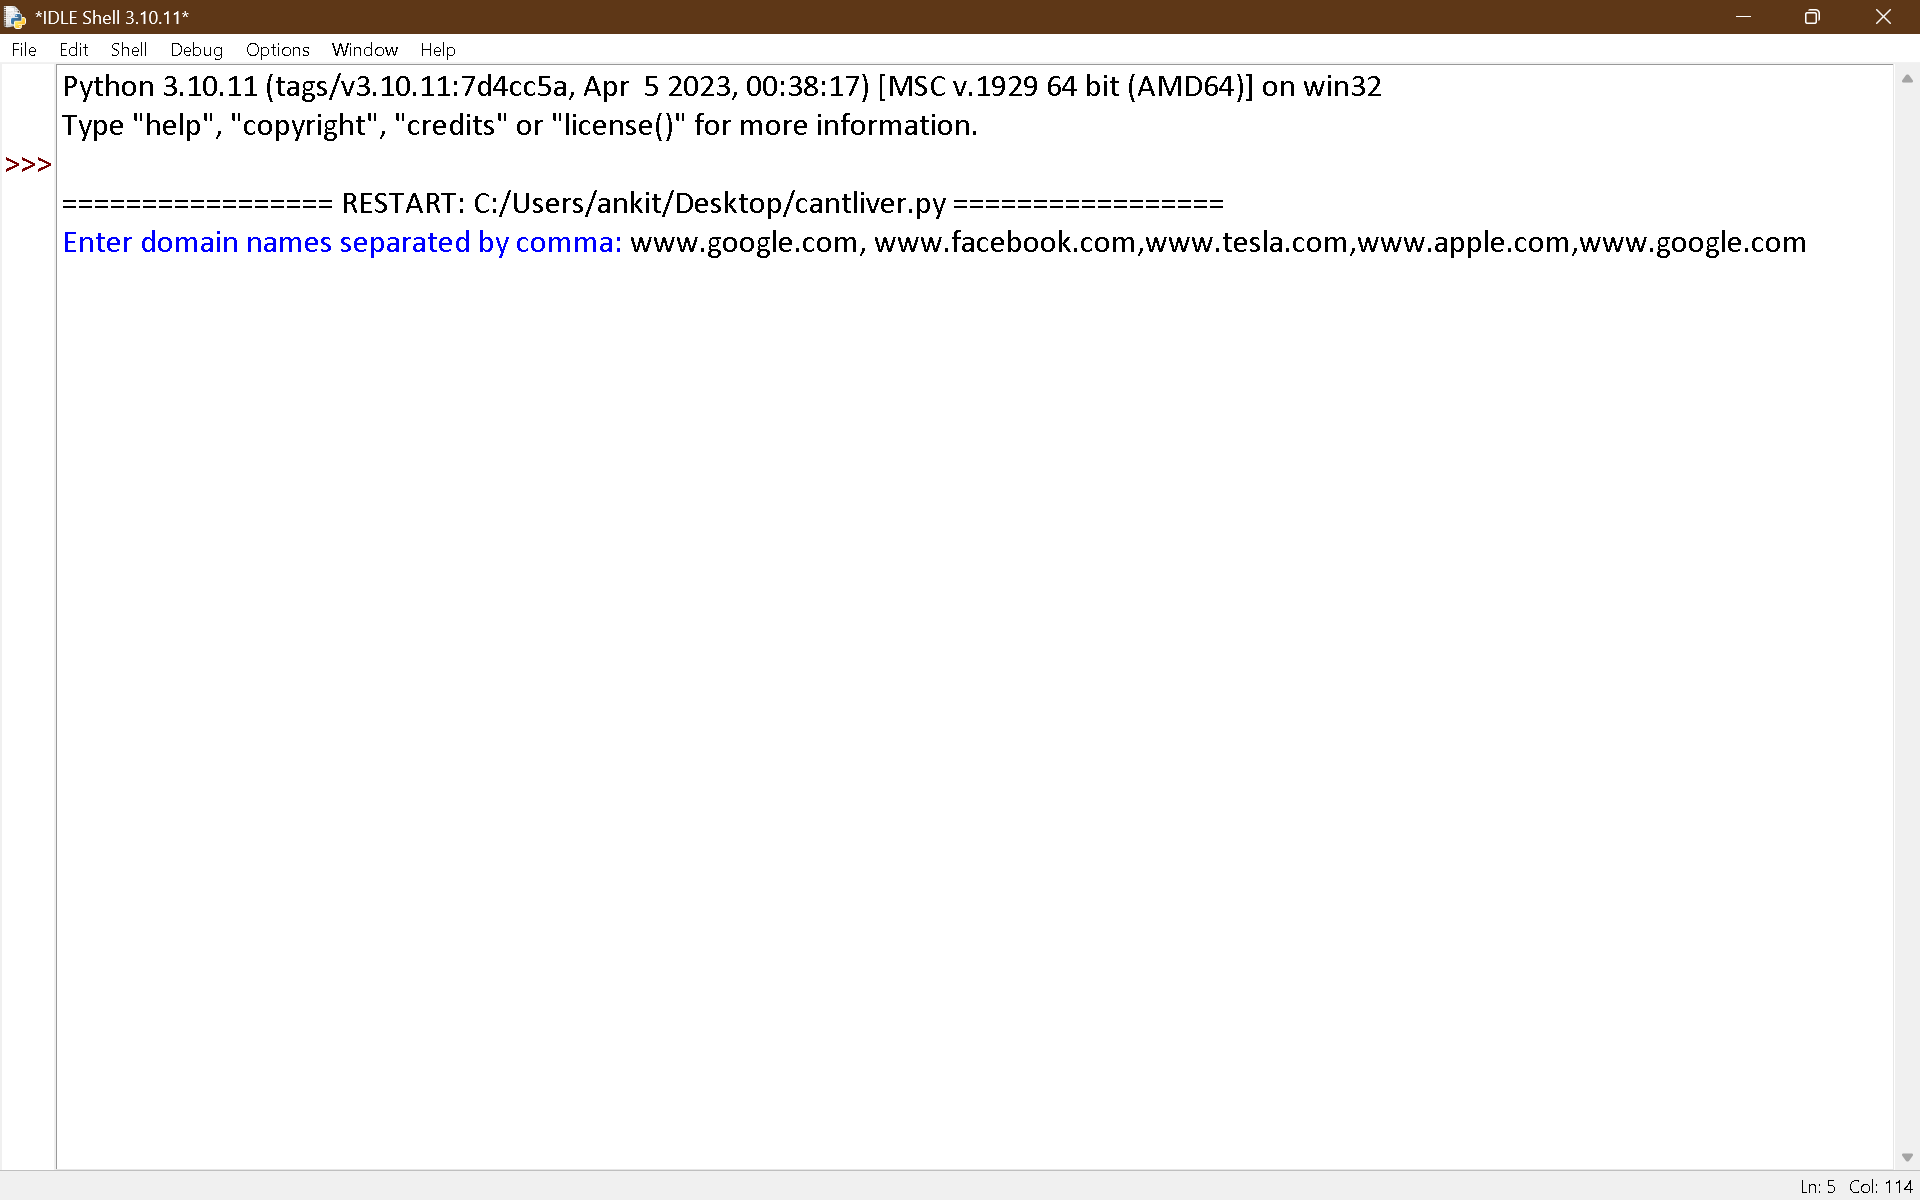 *IDLE Shell 3.10.11*
File Edit Shell Debug Options Window Help
Python 3.10.11 (tags/v3.10.11:7d4cc5a, Apr  5 2023, 00:38:17) [MSC v.1929 64 bit (AMD64)] on win32
Type "help", "copyright", "credits" or "license()" for more information.
>>>
================= RESTART: C:/Users/ankit/Desktop/cantliver.py =================
Enter domain names separated by comma: www.google.com, www.facebook.com,www.tesla.com,www.apple.com,www.google.com
Ln: 5 Col: 114